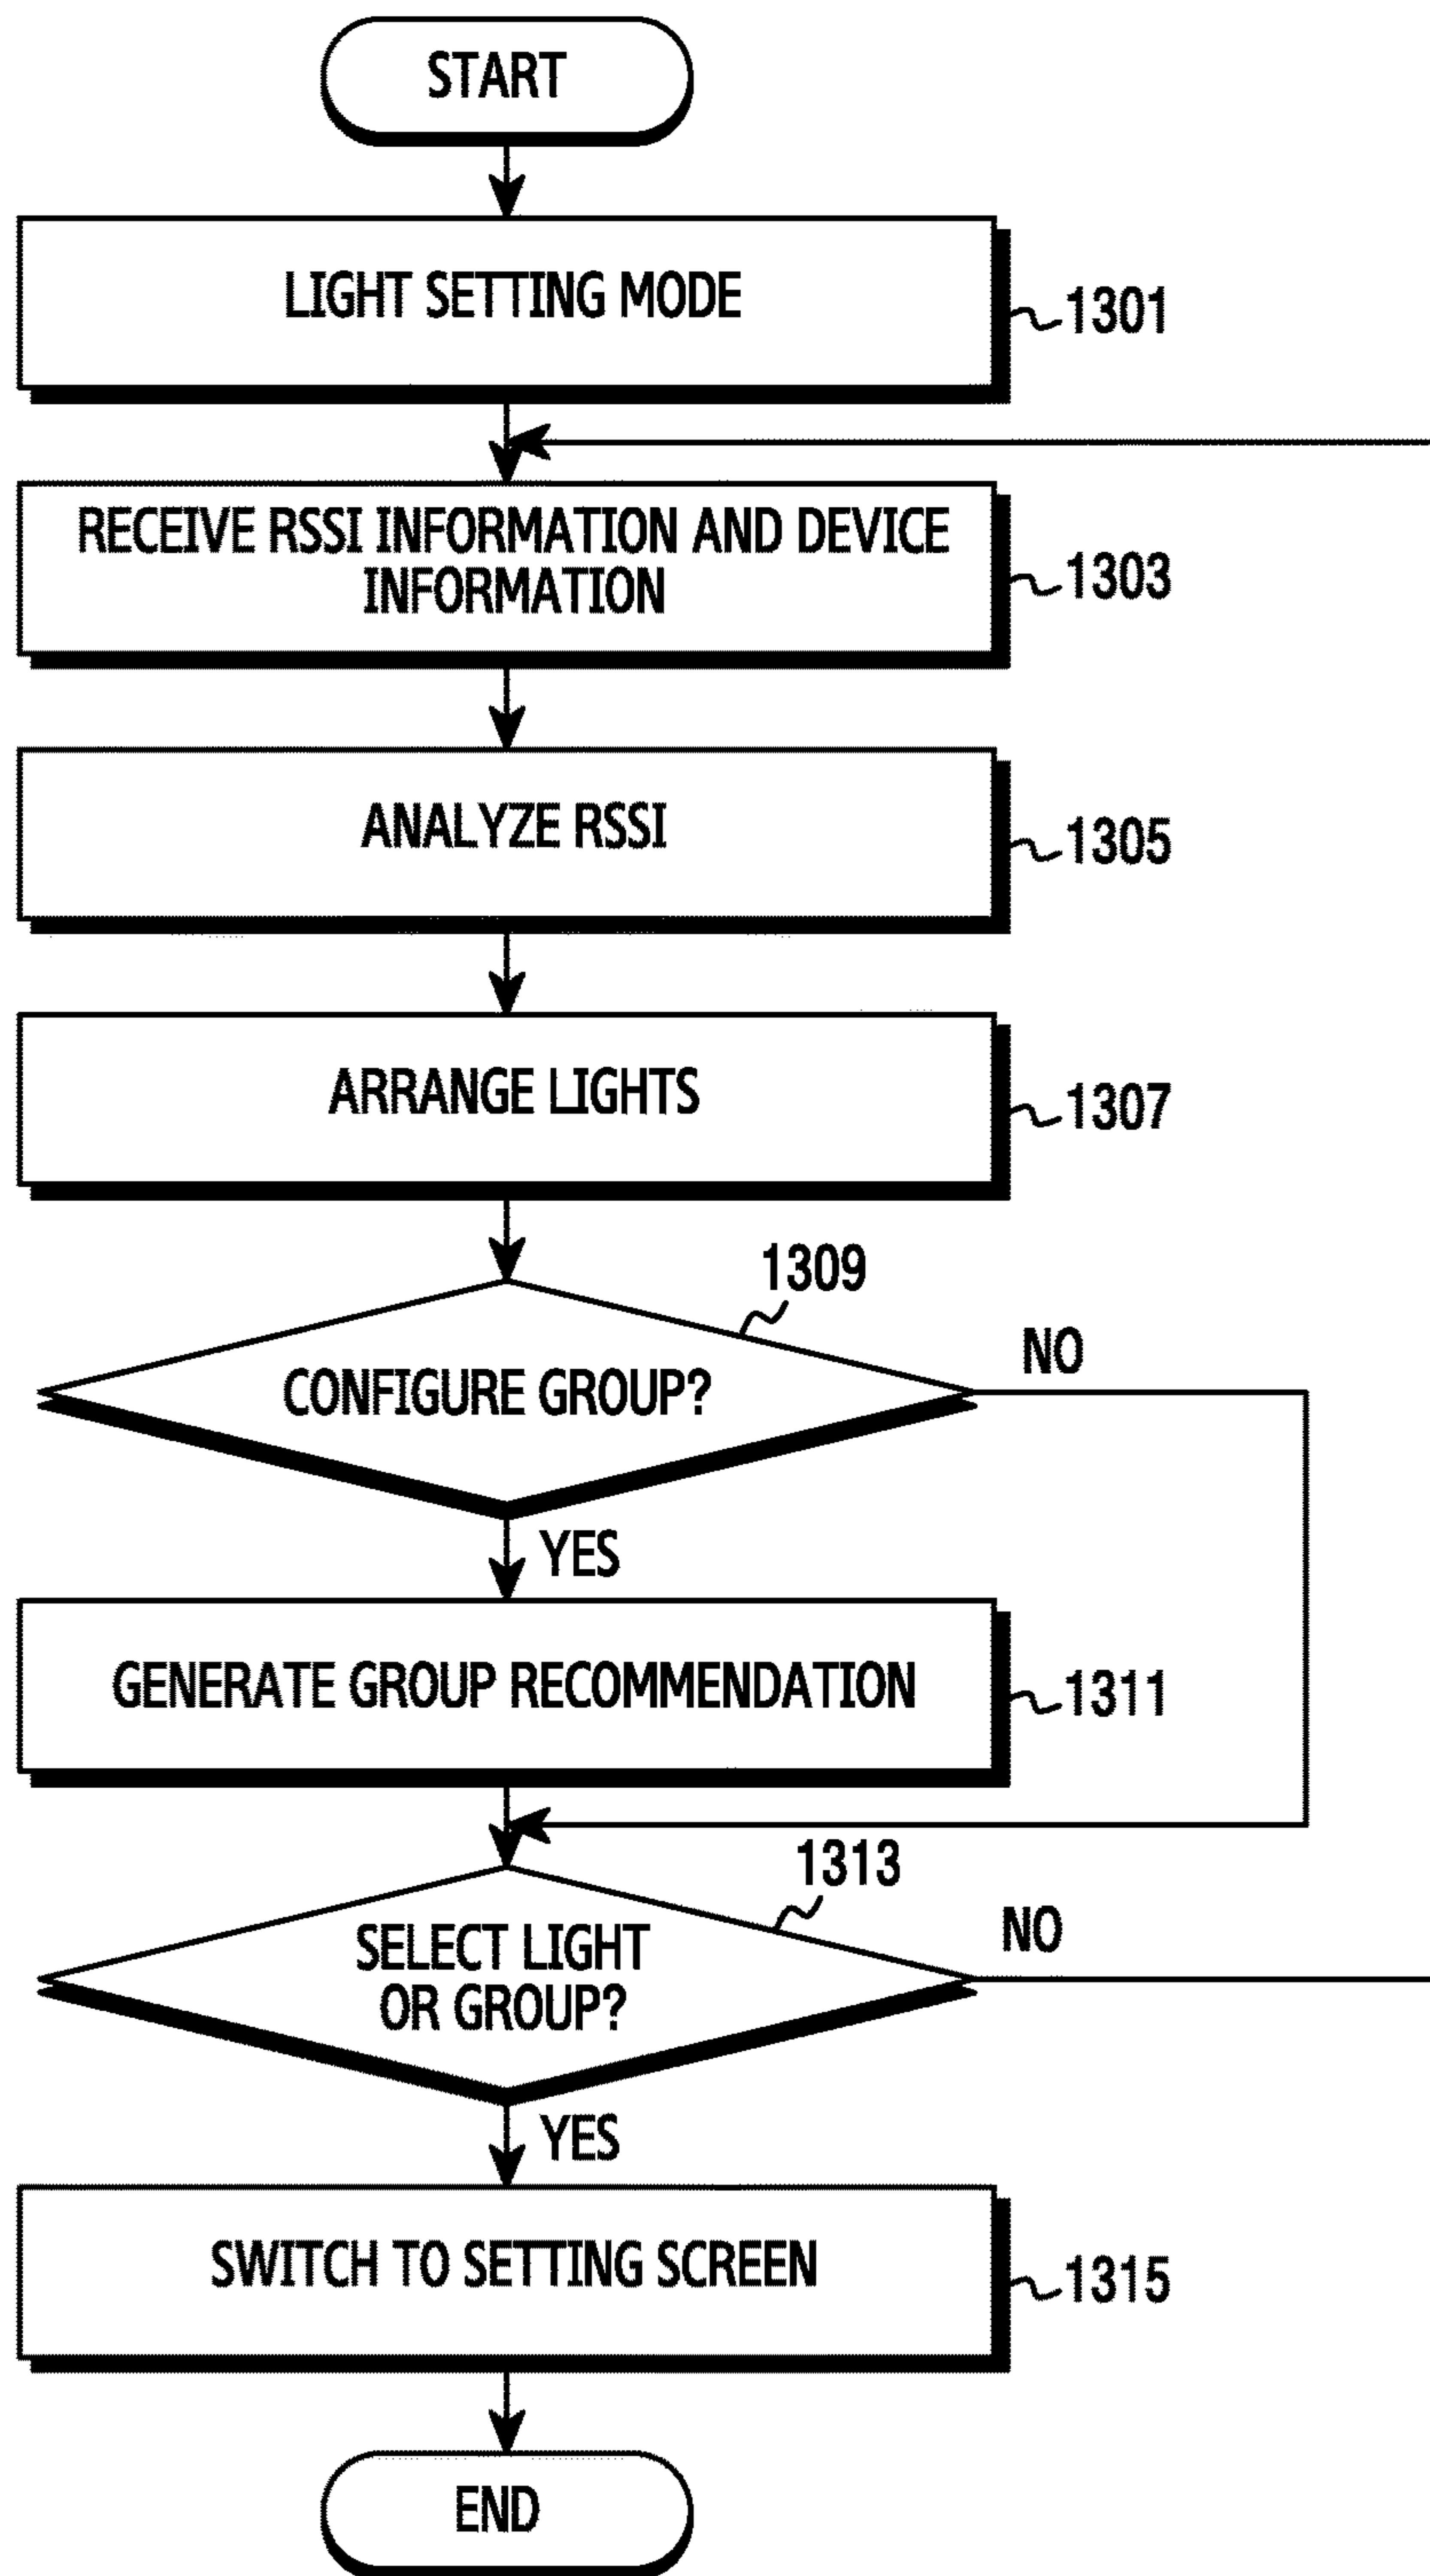 START
LIGHT SETTING MODE
1301
RECEIVE RSSI INFORMATION AND DEVICE
INFORMATION
1303
ANALYZE RSSI
1305
ARRANGE LIGHTS
1307
1309
CONFIGURE GROUP?
NO
YES
GENERATE GROUP RECOMMENDATION
1311
1313
SELECT LIGHT
OR GROUP?
NO
YES
SWITCH TO SETTING SCREEN
1315
END